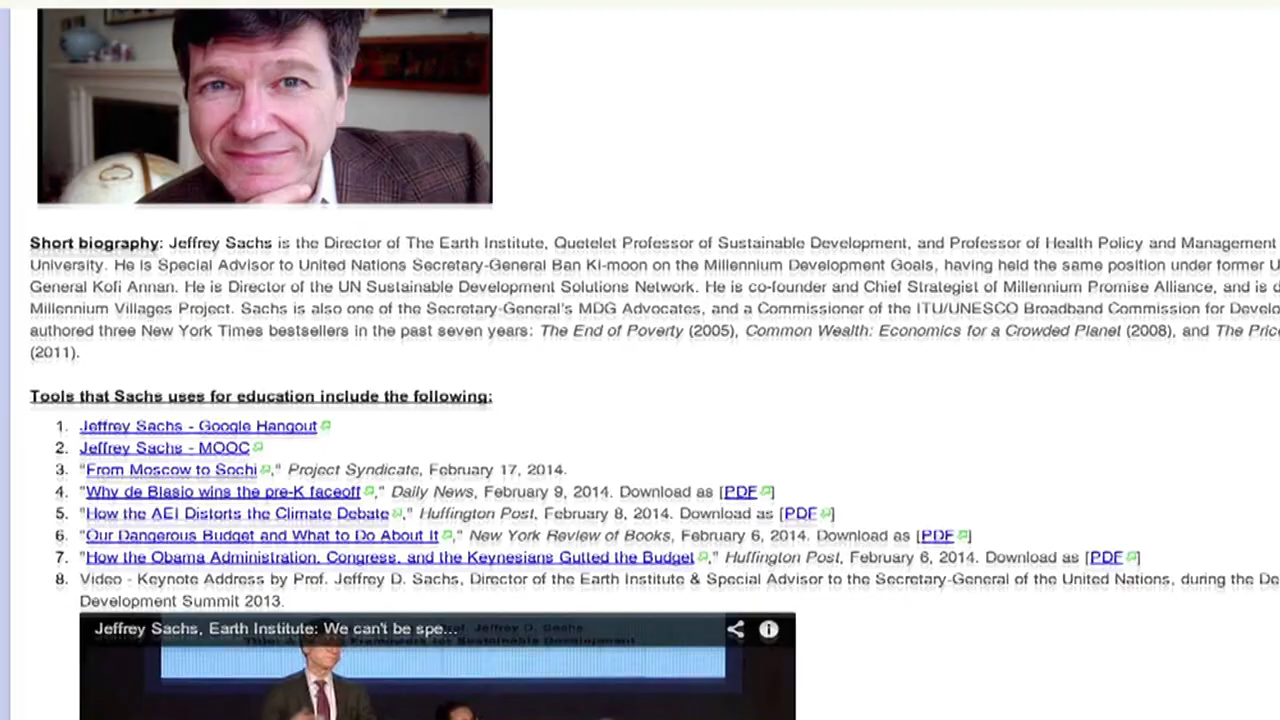 Short biography: Jeffrey Sachs is the Director of The Earth Institute, Quetelet Professor of Sustainable Development, and Professor of Health Policy and Management
University. He is Special Advisor to United Nations Secretary-General Ban Ki-moon on the Millennium Development Goals, having held the same position under former
General Kofi Annan. He is Director of the UN Sustainable Development Solutions Network. He is co-founder and Chief Strategist of Millennium Promise Alliance, and is
Millennium Villages Project. Sachs is also one of the Secretary-General's MDG Advocates, and a Commissioner of the ITU/UNESCO Broadband Commission for
authored three New York Times bestsellers in the past seven years: The End of Poverty (2005), Common Wealth: Economics for a Crowded Planet (2008), and The
(2011).
Tools that Sachs uses for education include the following:
1. Jeffrey Sachs - Google Hangout
2. Jeffrey Sachs - MOOC
3. "From Moscow to Sochi," Project Syndicate, February 17, 2014.
4. "Why de Blasio wins the pre-K faceoff," Daily News, February 9, 2014. Download as [PDF]
5. "How the AEI Distorts the Climate Debate," Huffington Post, February 8, 2014. Download as [PDF]
6. "Our Dangerous Budget and What to Do About It," New York Review of Books, February 6, 2014. Download as [PDF]
7. "How the Obama Administration, Congress, and the Keynesians Gutted the Budget," Huffington Post, February 6, 2014. Download as [PDF]
8. Video - Keynote Address by Prof. Jeffrey D. Sachs, Director of the Earth Institute & Special Advisor to the Secretary-General of the United Nations, during the
Development Summit 2013.
Jeffrey Sachs, Earth Institute: We can't be spe...
Prof. Jeffrey D. Sachs
Framework for Sustainable Development